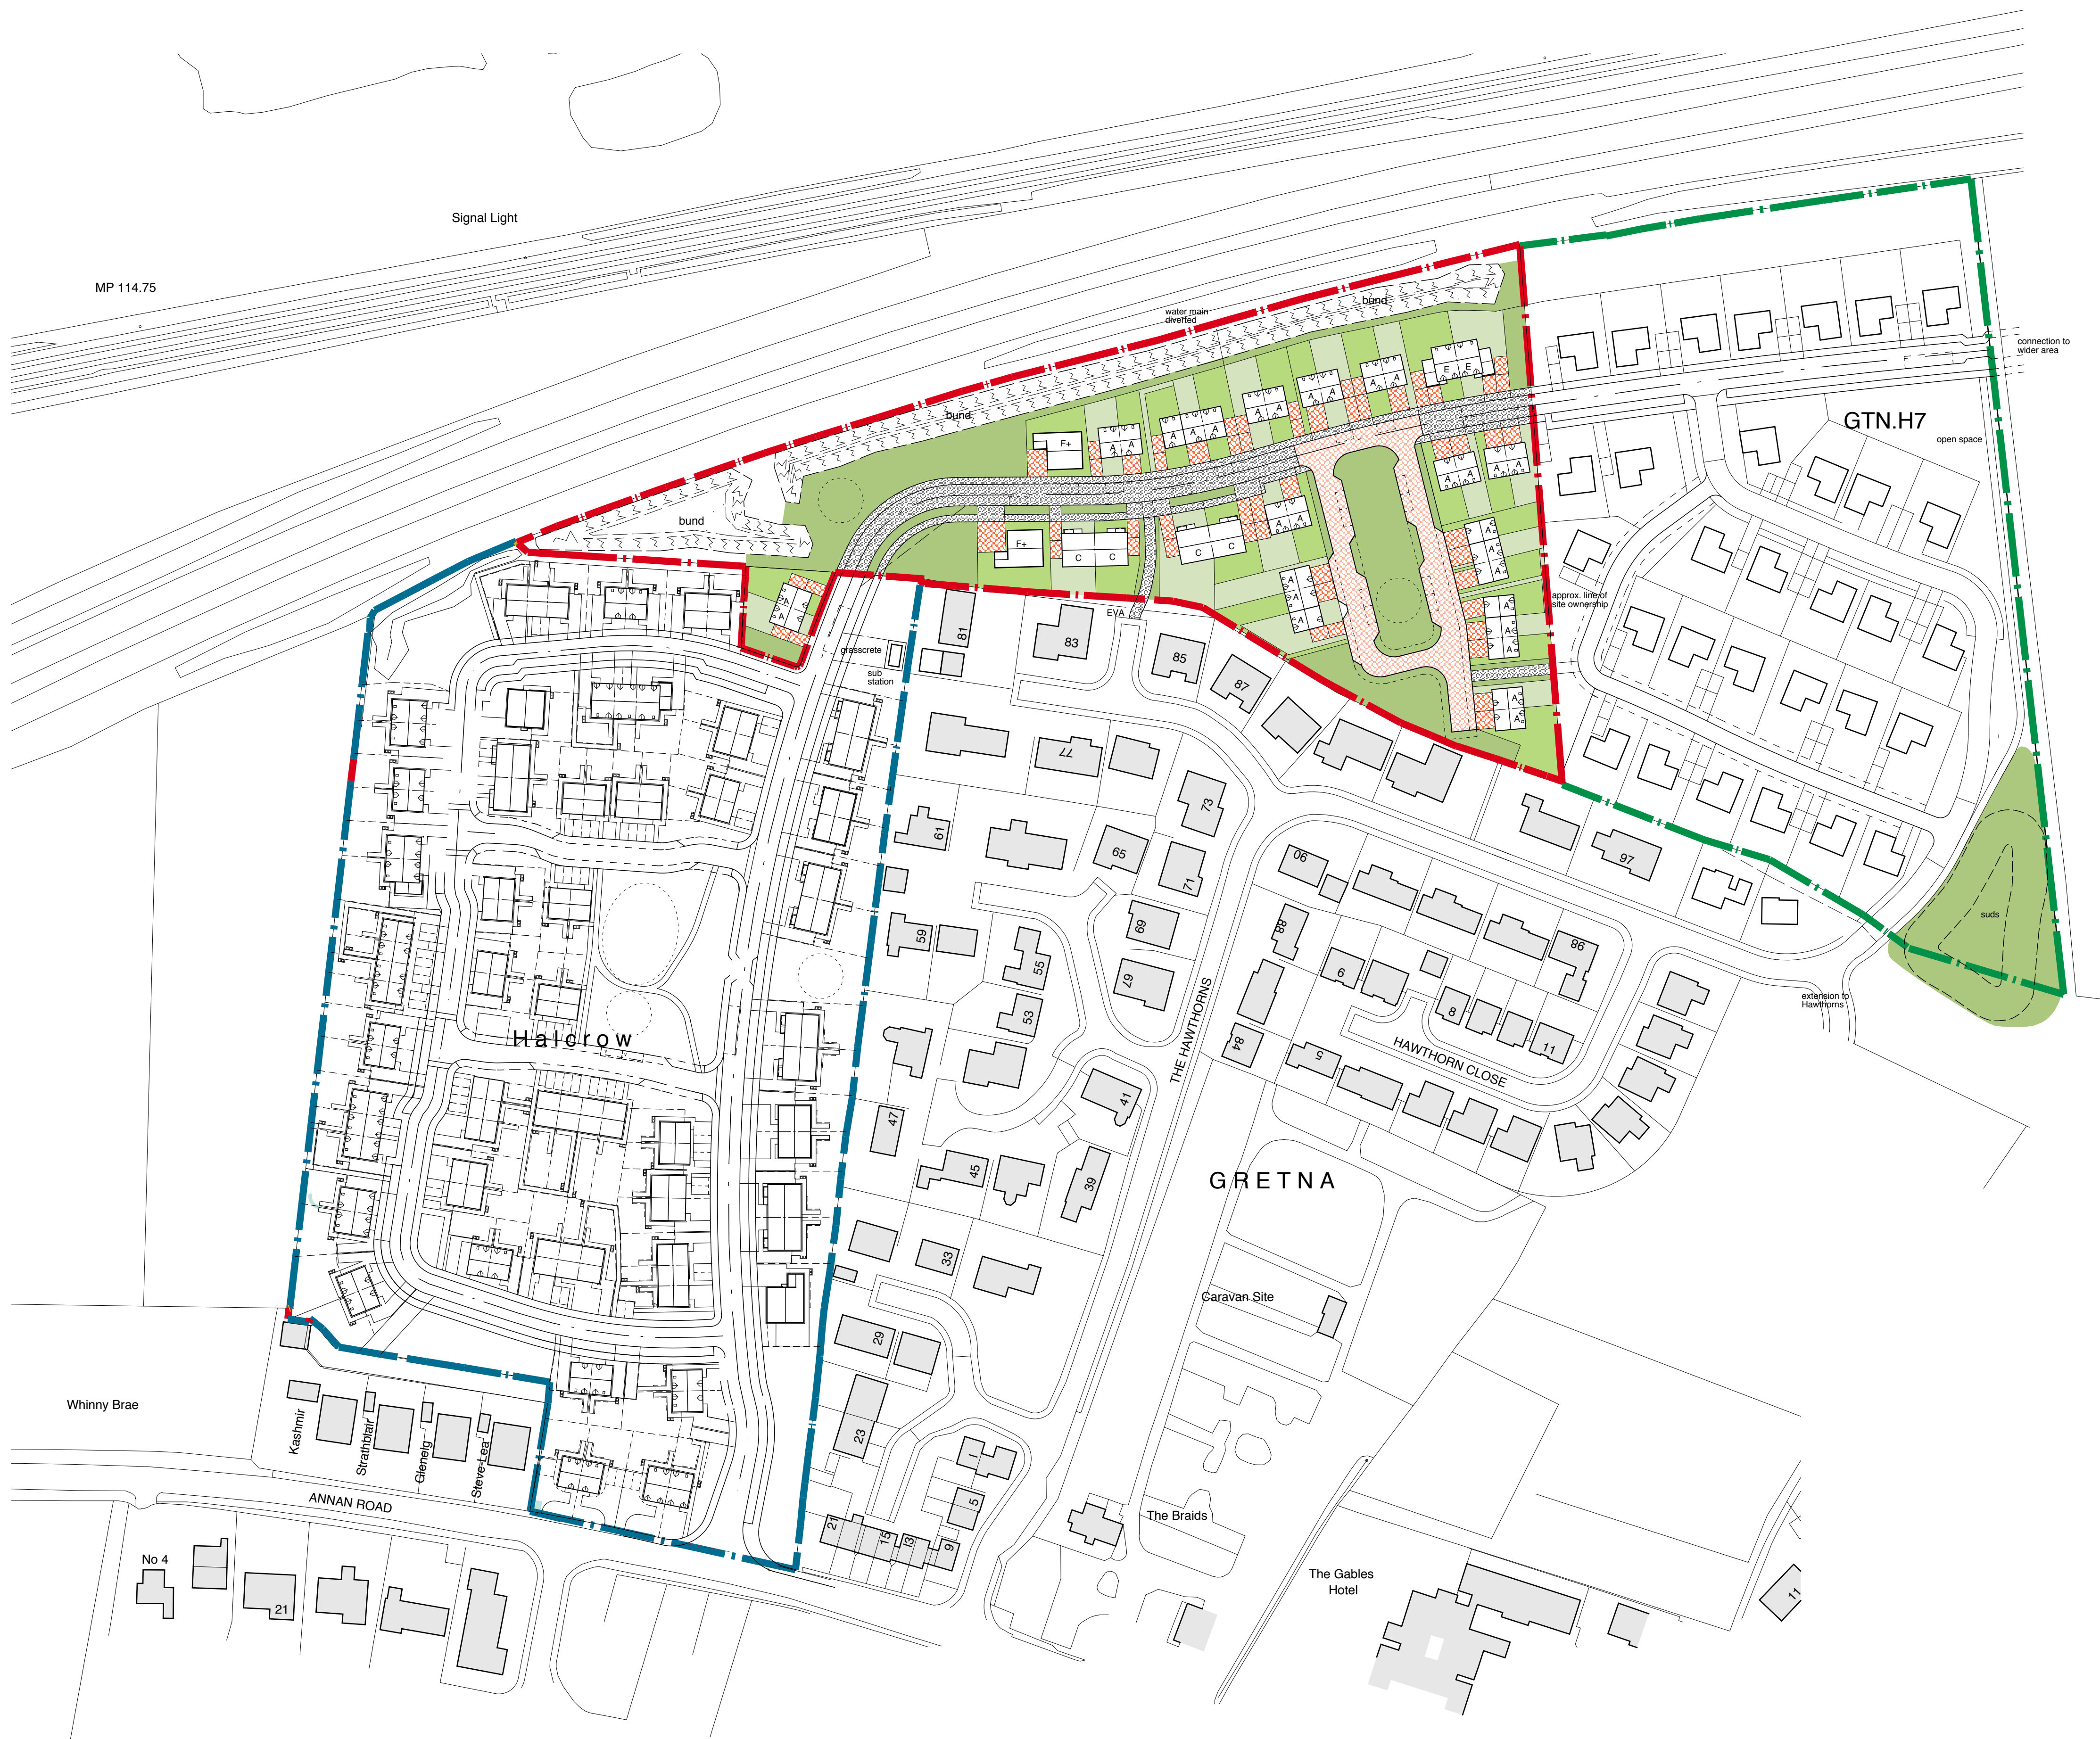 Signal Light
MP 114.75
water main
diverted
bund
connection to
wider area
bund
E E
A A
A A
GTN.H7
open space
A A
A A A
A A
F+
A A
A A
A A
bund
A A
F+
C C
C C
A
A
A
A
A
A
A
A
approx. line of
site ownership
A
A
A
EVA
81
83
grasscrete
sub
station
85
87
A
A
77
73
61
65
71
97
90
suds
59
69
88
86
55
67
6
53
8
extension to
Hawthorns
Halcrow
THE HAWTHORNS
84
5
HAWTHORN CLOSE
11
41
47
45
39
GRETNA
33
Caravan Site
29
Whinny Brae
Kashmir
Strathblair
Glenelg
Steve-Lea
23
1
5
ANNAN ROAD
21
15
13
9
The Braids
No 4
21
The Gables
Hotel
11